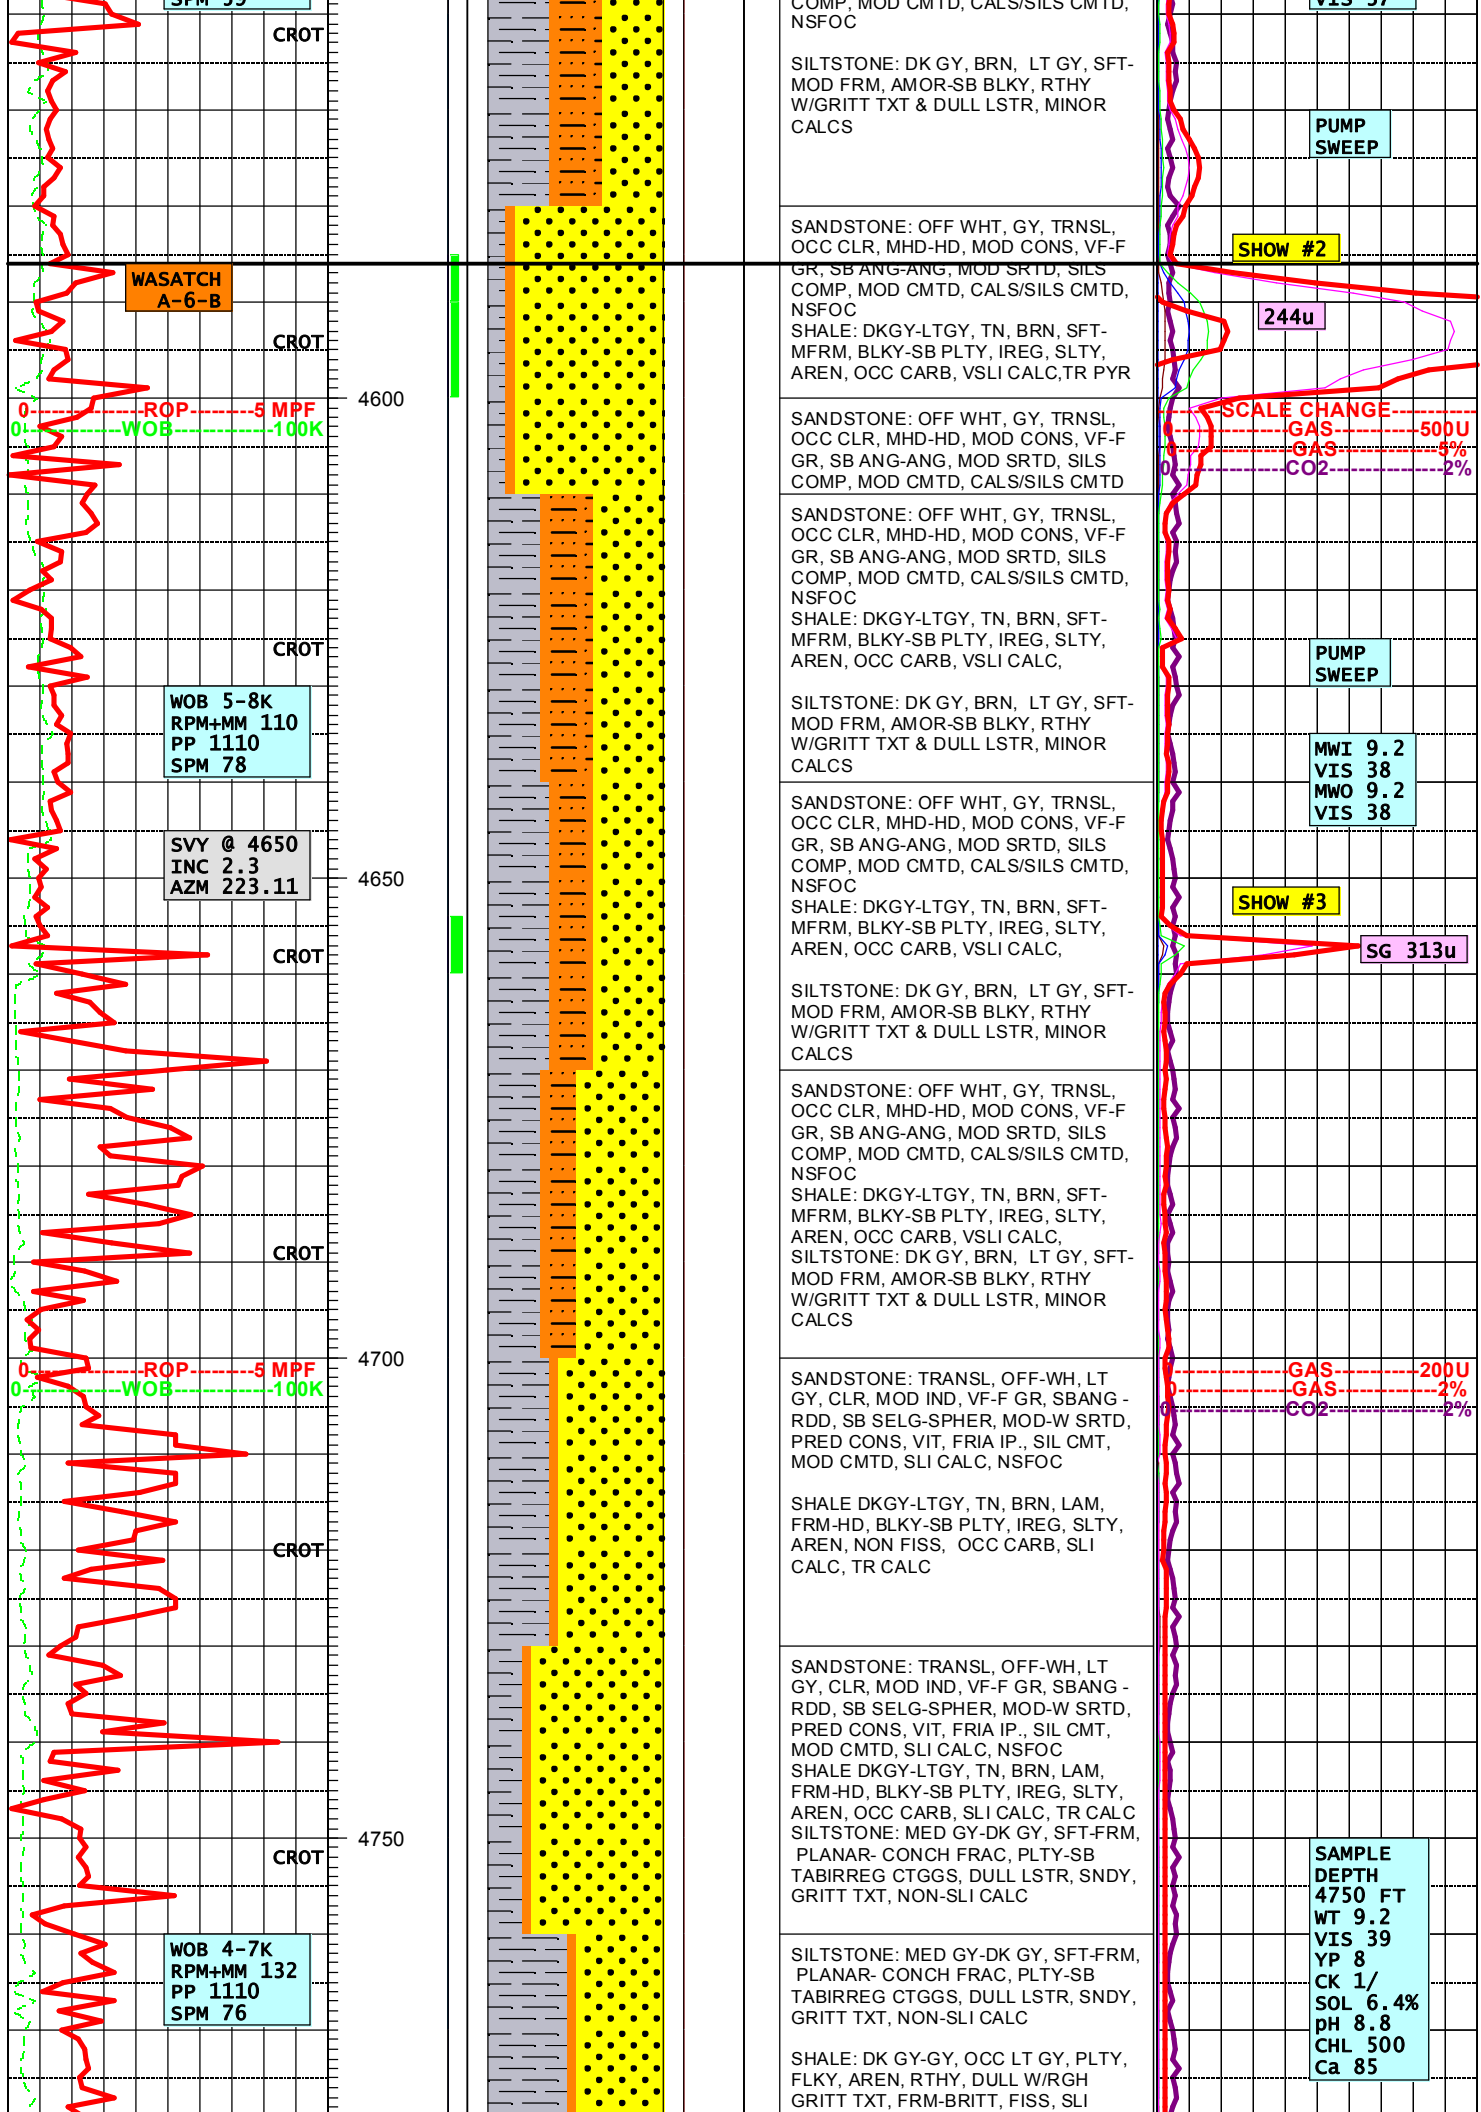 SPM 59
CROT
WASATCH
A-6-B
CROT
0-----------ROP-------5 MPF
0----------WOB----------100K
CROT
WOB 5-8K
RPM+MM 110
PP 1110
SPM 78
SVY @ 4650
INC 2.3
AZM 223.11
CROT
CROT
0-----------ROP-------5 MPF
0----------WOB----------100K
CROT
CROT
WOB 4-7K
RPM+MM 132
PP 1110
SPM 76
4600
4650
4700
4750
COMP, MOD CMTD, CALS/SILS CMTD,
NSFOC
SILTSTONE: DK GY, BRN, LT GY, SFT-
MOD FRM, AMOR-SB BLKY, RTHY
W/GRITT TXT & DULL LSTR, MINOR
CALCS
SANDSTONE: OFF WHT, GY, TRNSL,
OCC CLR, MHD-HD, MOD CONS, VF-F
GR, SB ANG-ANG, MOD SRTD, SILS
COMP, MOD CMTD, CALS/SILS CMTD,
NSFOC
SHALE: DKGY-LTGY, TN, BRN, SFT-
MFRM, BLKY-SB PLTY, IREG, SLTY,
AREN, OCC CARB, VSLI CALC,TR PYR
SANDSTONE: OFF WHT, GY, TRNSL,
OCC CLR, MHD-HD, MOD CONS, VF-F
GR, SB ANG-ANG, MOD SRTD, SILS
COMP, MOD CMTD, CALS/SILS CMTD
SANDSTONE: OFF WHT, GY, TRNSL,
OCC CLR, MHD-HD, MOD CONS, VF-F
GR, SB ANG-ANG, MOD SRTD, SILS
COMP, MOD CMTD, CALS/SILS CMTD,
NSFOC
SHALE: DKGY-LTGY, TN, BRN, SFT-
MFRM, BLKY-SB PLTY, IREG, SLTY,
AREN, OCC CARB, VSLI CALC,
SILTSTONE: DK GY, BRN, LT GY, SFT-
MOD FRM, AMOR-SB BLKY, RTHY
W/GRITT TXT & DULL LSTR, MINOR
CALCS
SANDSTONE: OFF WHT, GY, TRNSL,
OCC CLR, MHD-HD, MOD CONS, VF-F
GR, SB ANG-ANG, MOD SRTD, SILS
COMP, MOD CMTD, CALS/SILS CMTD,
NSFOC
SHALE: DKGY-LTGY, TN, BRN, SFT-
MFRM, BLKY-SB PLTY, IREG, SLTY,
AREN, OCC CARB, VSLI CALC,
SILTSTONE: DK GY, BRN, LT GY, SFT-
MOD FRM, AMOR-SB BLKY, RTHY
W/GRITT TXT & DULL LSTR, MINOR
CALCS
SANDSTONE: OFF WHT, GY, TRNSL,
OCC CLR, MHD-HD, MOD CONS, VF-F
GR, SB ANG-ANG, MOD SRTD, SILS
COMP, MOD CMTD, CALS/SILS CMTD,
NSFOC
SHALE: DKGY-LTGY, TN, BRN, SFT-
MFRM, BLKY-SB PLTY, IREG, SLTY,
AREN, OCC CARB, VSLI CALC,
SILTSTONE: DK GY, BRN, LT GY, SFT-
MOD FRM, AMOR-SB BLKY, RTHY
W/GRITT TXT & DULL LSTR, MINOR
CALCS
SANDSTONE: TRANSL, OFF-WH, LT
GY, CLR, MOD IND, VF-F GR, SBANG -
RDD, SB SELG-SPHER, MOD-W SRTD,
PRED CONS, VIT, FRIA IP., SIL CMT,
MOD CMTD, SLI CALC, NSFOC
SHALE DKGY-LTGY, TN, BRN, LAM,
FRM-HD, BLKY-SB PLTY, IREG, SLTY,
AREN, NON FISS, OCC CARB, SLI
CALC, TR CALC
SANDSTONE: TRANSL, OFF-WH, LT
GY, CLR, MOD IND, VF-F GR, SBANG -
RDD, SB SELG-SPHER, MOD-W SRTD,
PRED CONS, VIT, FRIA IP., SIL CMT,
MOD CMTD, SLI CALC, NSFOC
SHALE DKGY-LTGY, TN, BRN, LAM,
FRM-HD, BLKY-SB PLTY, IREG, SLTY,
AREN, OCC CARB, SLI CALC, TR CALC
SILTSTONE: MED GY-DK GY, SFT-FRM,
PLANAR- CONCH FRAC, PLTY-SB
TABIRREG CTGGS, DULL LSTR, SNDY,
GRITT TXT, NON-SLI CALC
SILTSTONE: MED GY-DK GY, SFT-FRM,
PLANAR- CONCH FRAC, PLTY-SB
TABIRREG CTGGS, DULL LSTR, SNDY,
GRITT TXT, NON-SLI CALC
SHALE: DK GY-GY, OCC LT GY, PLTY,
FLKY, AREN, RTHY, DULL W/RGH
GRITT TXT, FRM-BRITT, FISS, SLI
VIS 37
PUMP
SWEEP
SHOW #2
244u
------SCALE CHANGE---------
0------------GAS----------500U
0------------GAS------------5%
0-----------CO2-------------2%
PUMP
SWEEP
MWI 9.2
VIS 38
MWO 9.2
VIS 38
SHOW #3
SG 313u
0------------GAS----------200U
0------------GAS------------2%
0-----------CO2-------------2%
SAMPLE
DEPTH
4750 FT
WT 9.2
VIS 39
YP 8
CK 1/
SOL 6.4%
pH 8.8
CHL 500
Ca 85